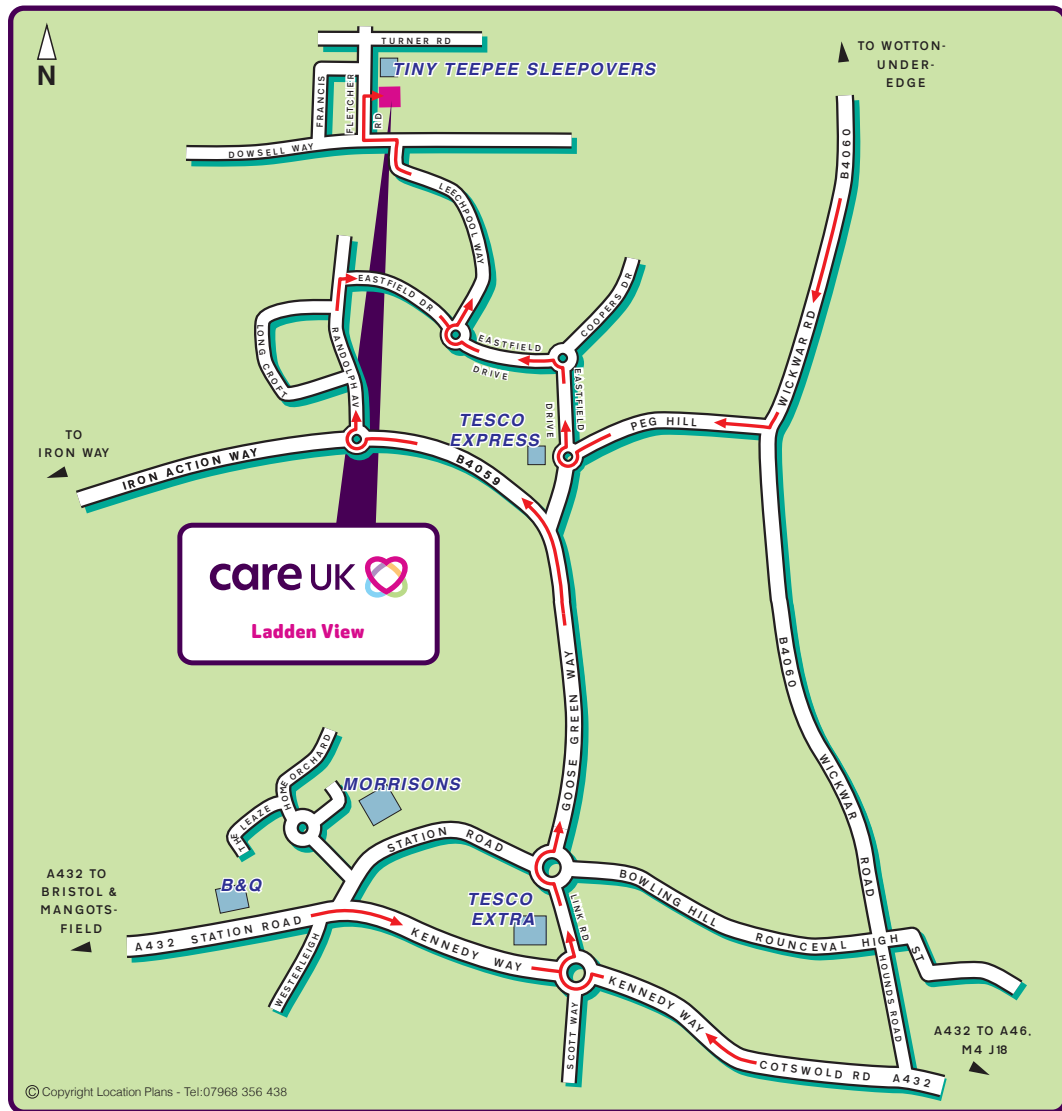 N
TURNER RD
TINY TEEPEE SLEEPOVERS
TO WOTTON-
UNDER-
EDGE
FRANCIS
FLETCHER
RD
B4060
DOWSELL WAY
LEECHPOOL WAY
EASTFIELD DR
COOPERS DR
LONG CROFT
RANDOLPH AV
EASTFIELD
DRIVE
WICKWAR RD
EASTFIELD
DRIVE
TESCO
EXPRESS
PEG HILL
TO
IRON WAY
IRON ACTION WAY
B4059
care UK
Ladden View
B4060
GOOSE GREEN WAY
WICKWAR
ROAD
HOME ORCHARD
THE LEAZE
MORRISONS
STATION ROAD
A432 TO
BRISTOL &
MANGOTS-
FIELD
B&Q
TESCO
EXTRA
LINK RD
BOWLING HILL
ROUNCEVAL HIGH
ST
A432 STATION ROAD
WESTERLEIGH
KENNEDY WAY
KENNEDY WAY
HOUNDS ROAD
SCOTT WAY
A432 TO A46,
M4 J18
COTSWOLD RD A432
© Copyright Location Plans - Tel:07968 356 438